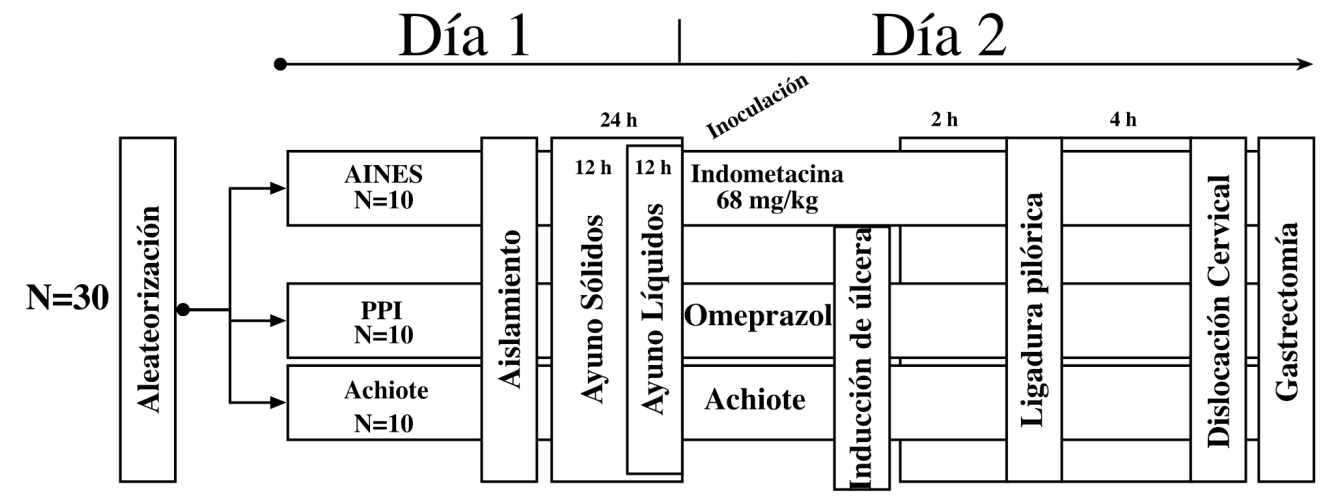 Día 1
Día 2
24 h
Inoculación
2 h
4 h
N=30
Aleatorización
AINES
N=10
PPI
N=10
Achiote
N=10
Aislamiento
12 h
Ayuno Sólidos
12 h
Ayuno Líquidos
Indometacina
68 mg/kg
Omeprazol
Achiote
Inducción de úlcera
Ligadura pilórica
Dislocación Cervical
Gastrectomía